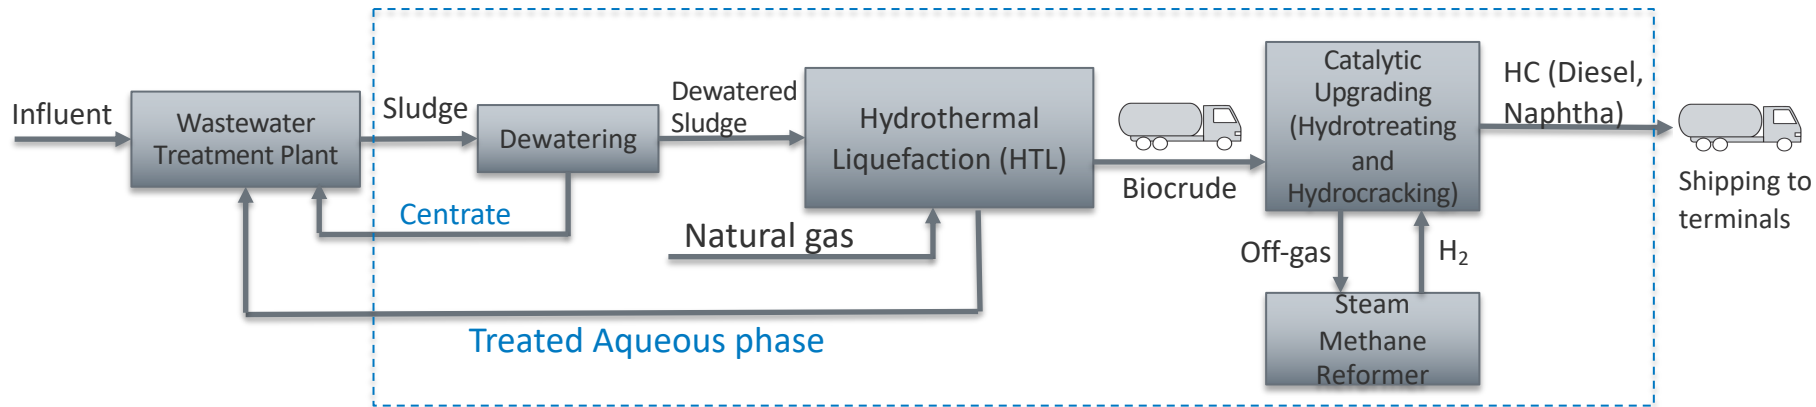 Influent
Wastewater
Treatment Plant
Sludge
Dewatering
Centrate
Dewatered
Sludge
Hydrothermal
Liquefaction (HTL)
Natural gas
Treated Aqueous phase
Biocrude
Catalytic
Upgrading
(Hydrotreating
and
Hydrocracking)
Off-gas
H₂
Steam
Methane
Reformer
HC (Diesel,
Naphtha)
Shipping to
terminals